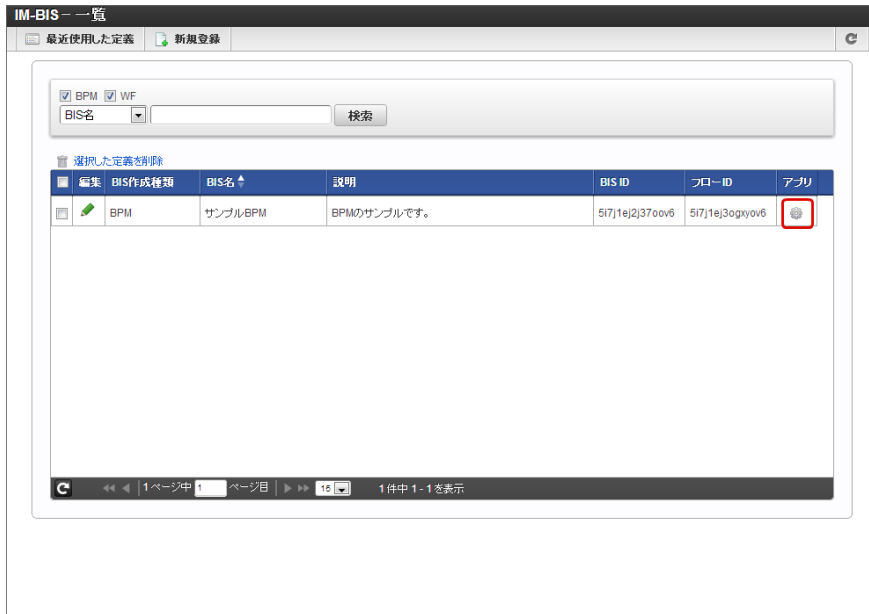 IM-BIS－一覧
最近使用した定義 新規登録
BPM WF
BIS名 検索
選択した定義を削除
編集 BIS作成種類 BIS名 説明 BIS ID フローID アプリ
BPM サンプルBPM BPMのサンプルです。 5i7j1ej2j37oov6 5i7j1ej3ogxyov6
1ページ中 1 ページ目 15 1件中 1 - 1 を表示